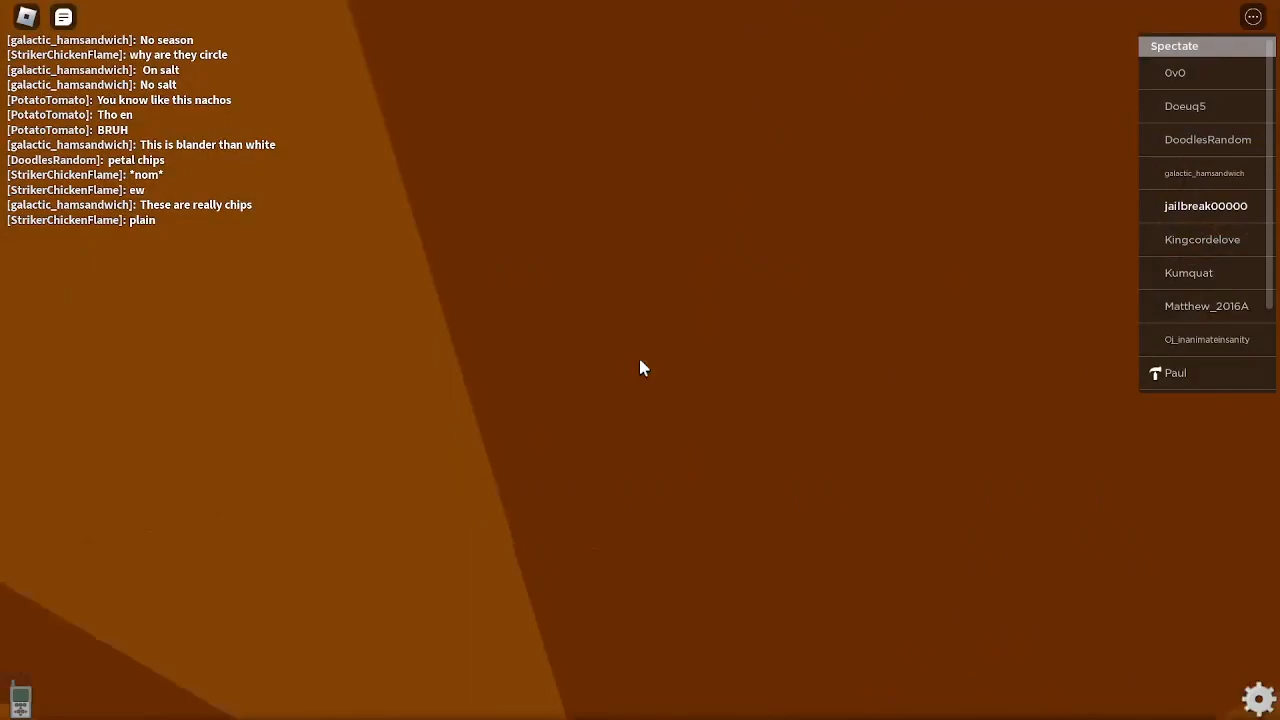 [galactic_hamsandwich]: No season
[StrikerChickenFlame]: why are they circle
[galactic_hamsandwich]: On salt
[galactic_hamsandwich]: No salt
[PotatoTomato]: You know like this nachos
[PotatoTomato]: Tho en
[PotatoTomato]: BRUH
[galactic_hamsandwich]: This is blander than white
[DoodlesRandom]: petal chips
[StrikerChickenFlame]: *nom*
[StrikerChickenFlame]: ew
[galactic_hamsandwich]: These are really chips
[StrikerChickenFlame]: plain
Spectate
0v0
Doeuq5
DoodlesRandom
galactic_hamsandwich
jailbreak00000
Kingcordelove
Kumquat
Matthew_2016A
Oj_inanimateinsanity
Paul